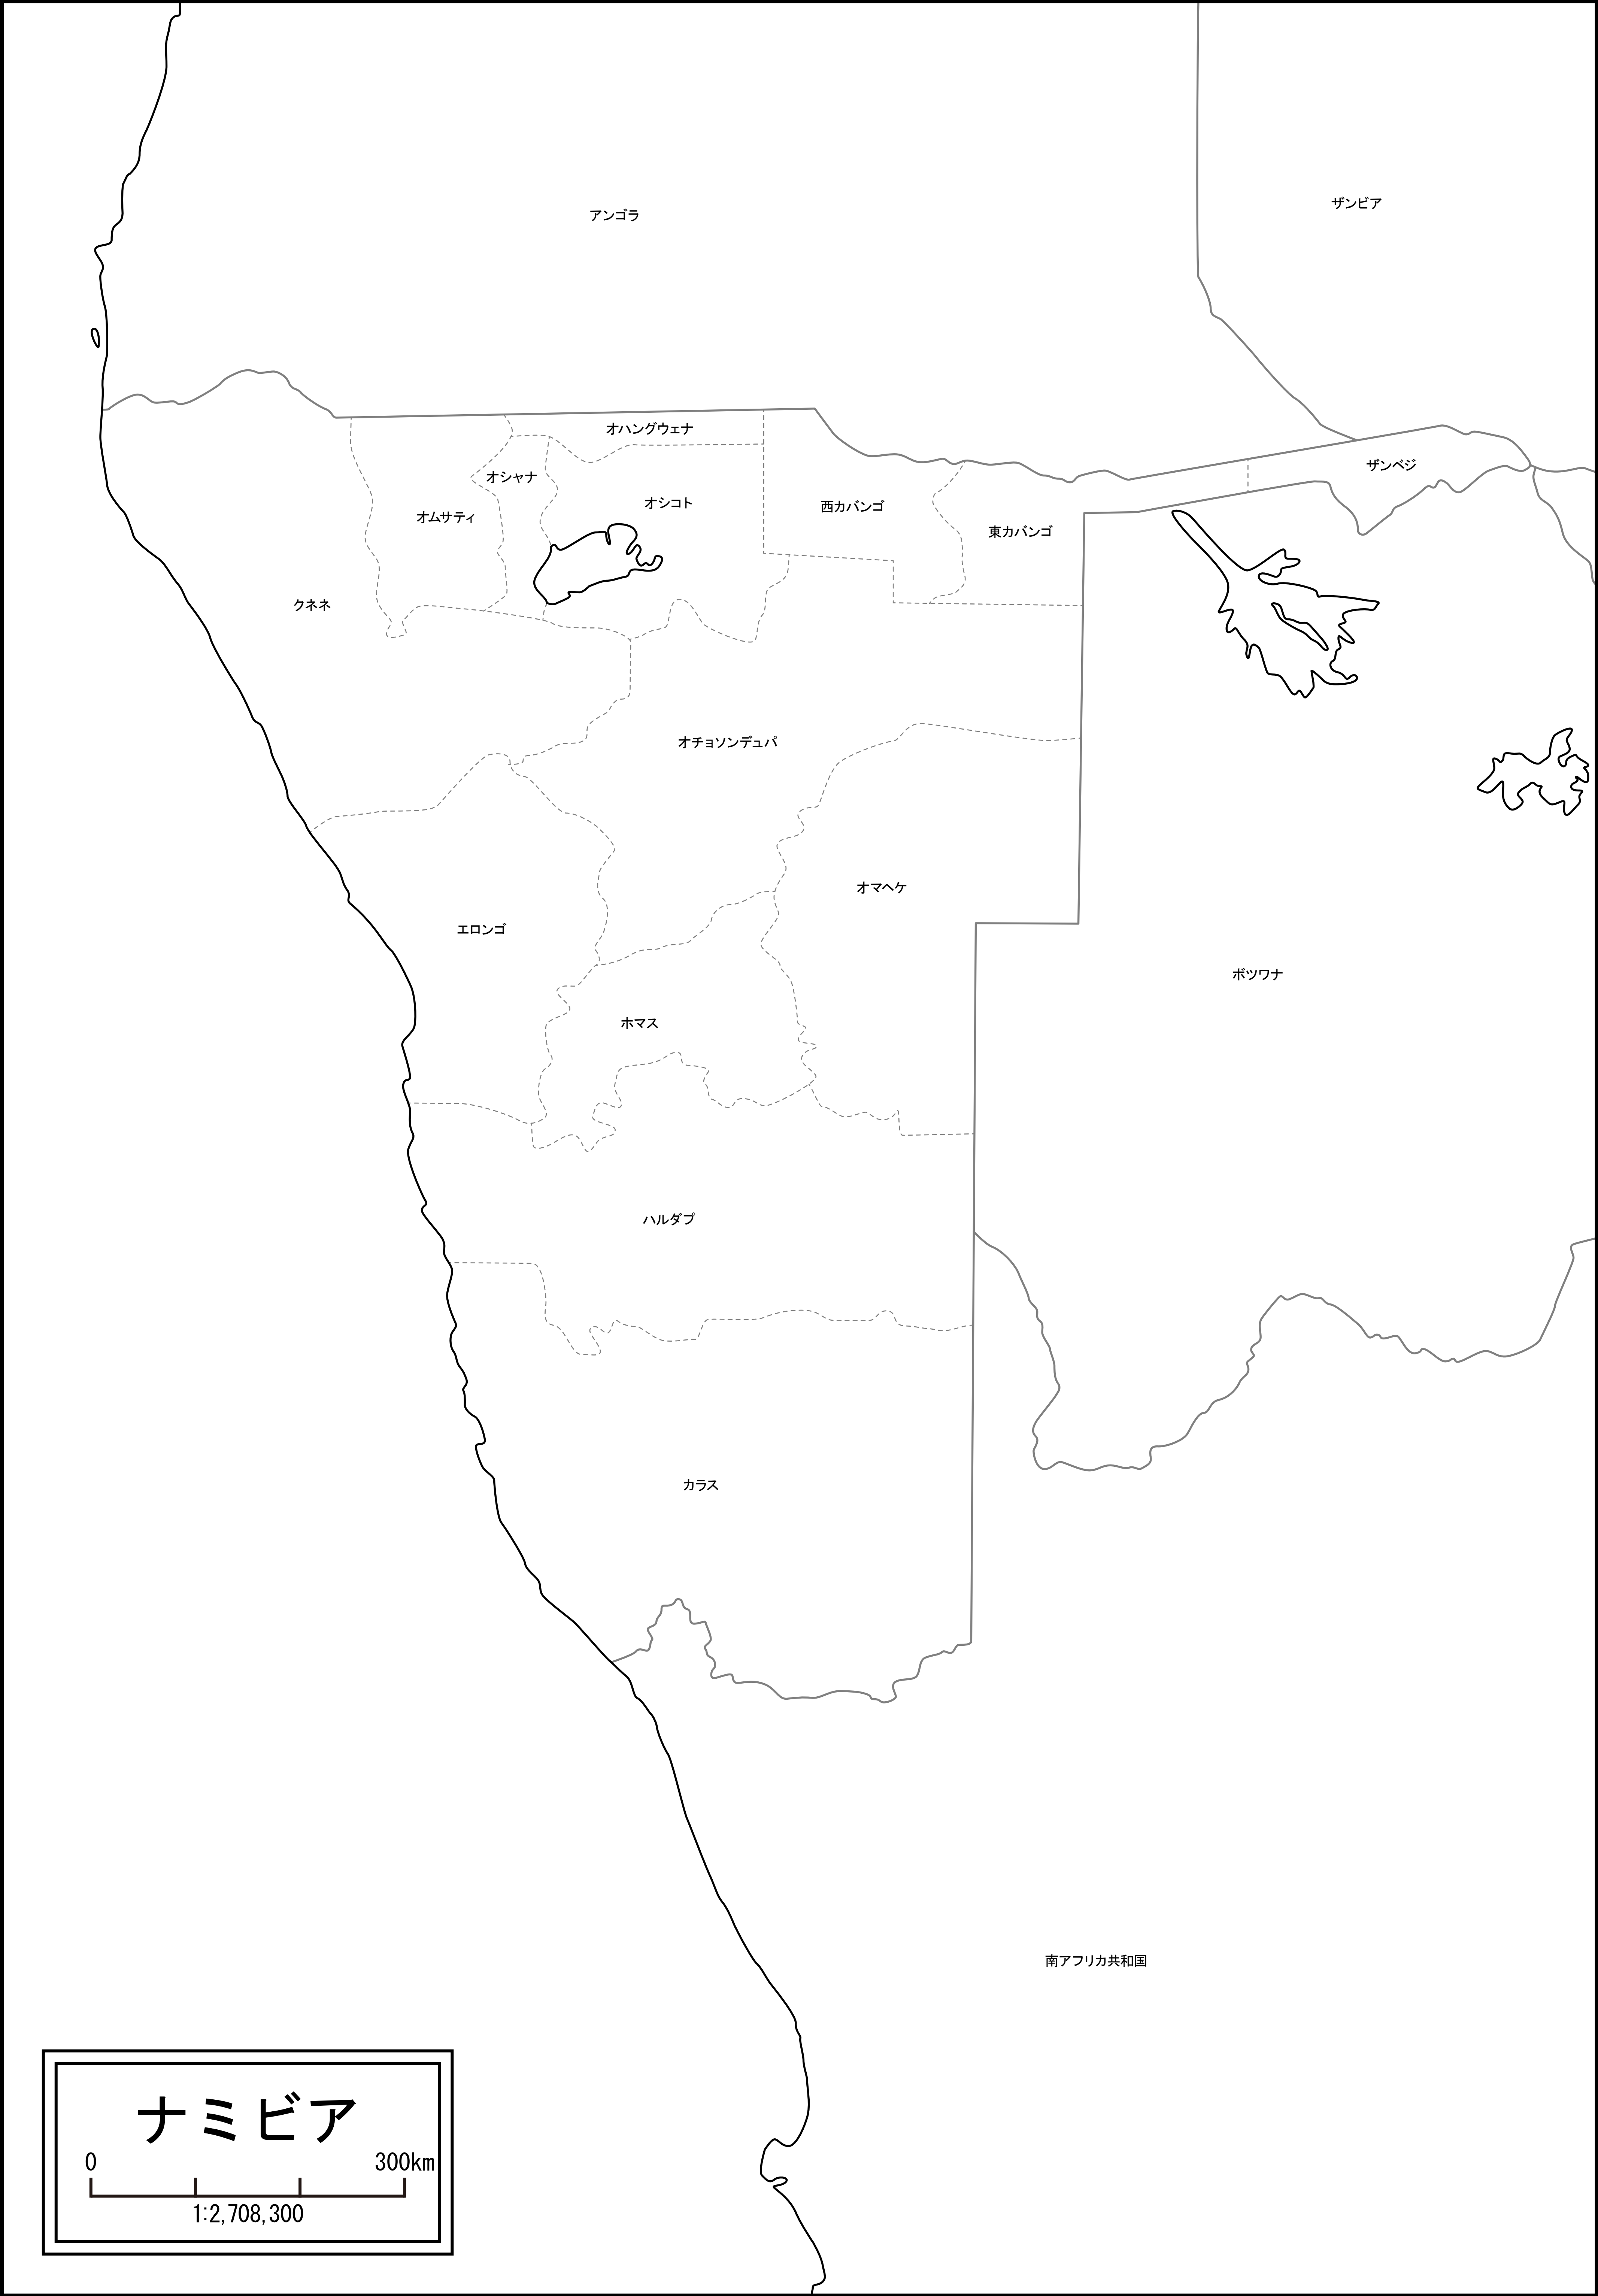 ザンビア
アンゴラ
オハングウェナ
ザンベジ
オシャナ
オシコト
西カバンゴ
オムサティ
東カバンゴ
クネネ
オチョソンデュパ
オマヘケ
エロンゴ
ボツワナ
ホマス
ハルダプ
カラス
南アフリカ共和国
ナミビア
0 300km
1:2,708,300